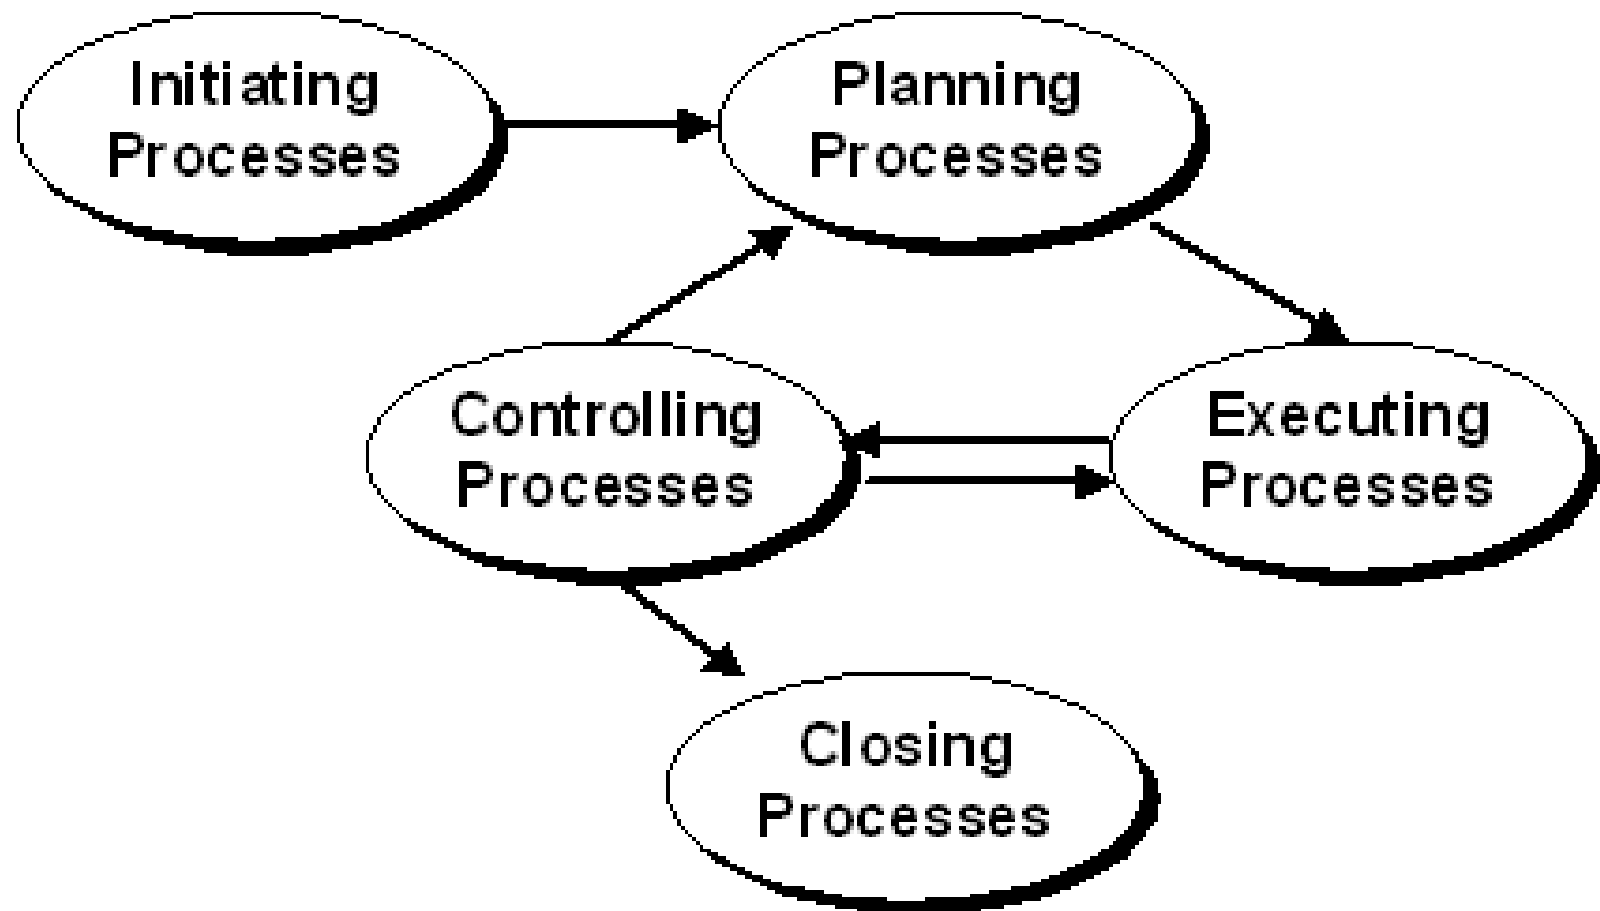 Initiating
Processes
Planning
Processes
Controlling
Processes
Executing
Processes
Closing
Processes